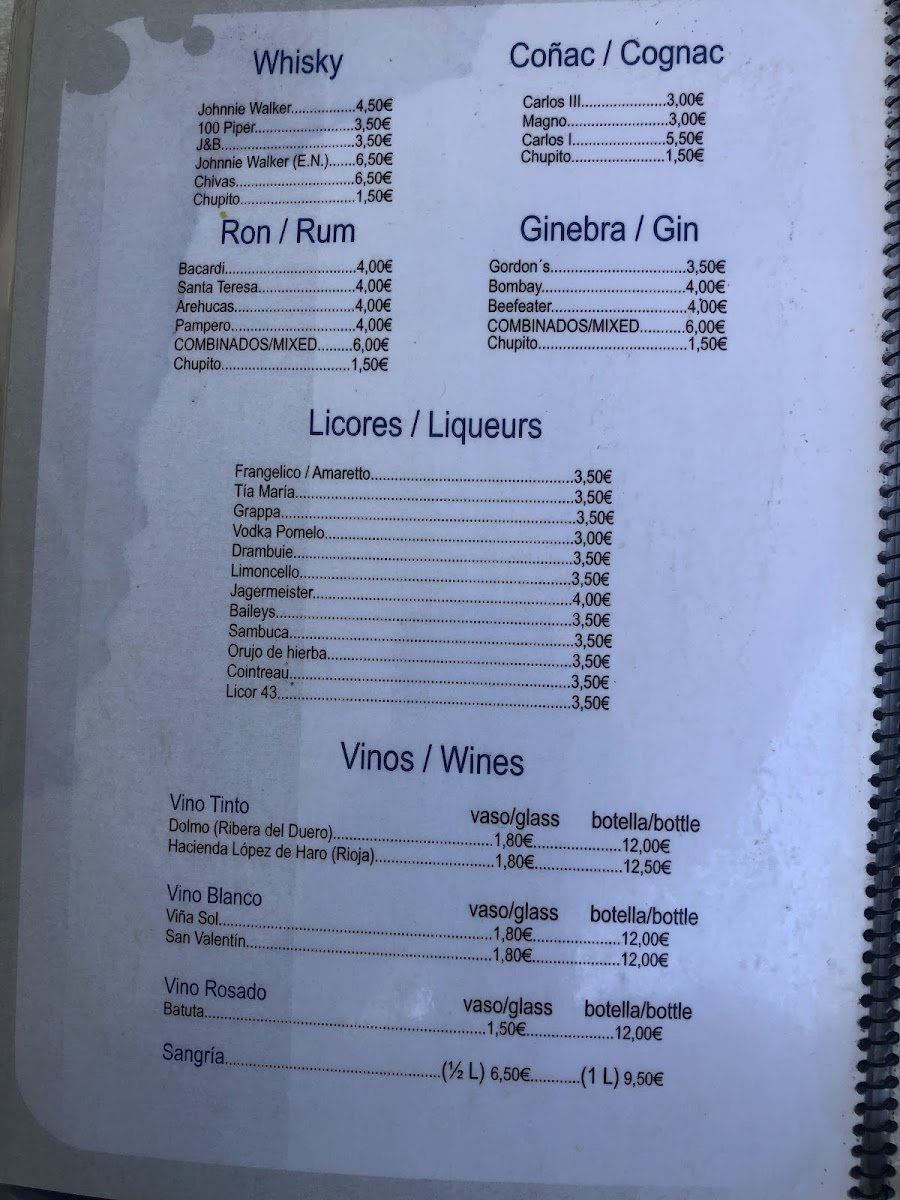 Whisky
Johnnie Walker................4,50€
100 Piper.........................3,50€
J&B..................................3,50€
Johnnie Walker (E.N.).......6,50€
Chivas..............................6,50€
Chupito.............................1,50€
Coñac / Cognac
Carlos III......................3,00€
Magno..........................3,00€
Carlos I........................5,50€
Chupito........................1,50€
Ron / Rum
Bacardi..................................4,00€
Santa Teresa.........................4,00€
Arehucas...............................4,00€
Pampero................................4,00€
COMBINADOS/MIXED.........6,00€
Chupito.................................1,50€
Ginebra / Gin
Gordon´s...................................3,50€
Bombay.....................................4,00€
Beefeater...................................4,00€
COMBINADOS/MIXED...........6,00€
Chupito......................................1,50€
Licores / Liqueurs
Frangelico / Amaretto....................................................3,50€
Tía María.......................................................................3,50€
Grappa...........................................................................3,50€
Vodka Pomelo................................................................3,00€
Drambuie.......................................................................3,50€
Limoncello.....................................................................3,50€
Jagermeister..................................................................4,00€
Baileys...........................................................................3,50€
Sambuca........................................................................3,50€
Orujo de hierba..............................................................3,50€
Cointreau.......................................................................3,50€
Licor 43..........................................................................3,50€
Vinos / Wines
Vino Tinto vaso/glass botella/bottle
Dolmo (Ribera del Duero).........................................1,80€.......................12,00€
Hacienda López de Haro (Rioja)...............................1,80€.......................12,50€
Vino Blanco vaso/glass botella/bottle
Viña Sol.....................................................................1,80€.......................12,00€
San Valentín..............................................................1,80€.......................12,00€
Vino Rosado vaso/glass botella/bottle
Batuta........................................................................1,50€.......................12,00€
Sangría.......................................................(½ L) 6,50€...........(1 L) 9,50€